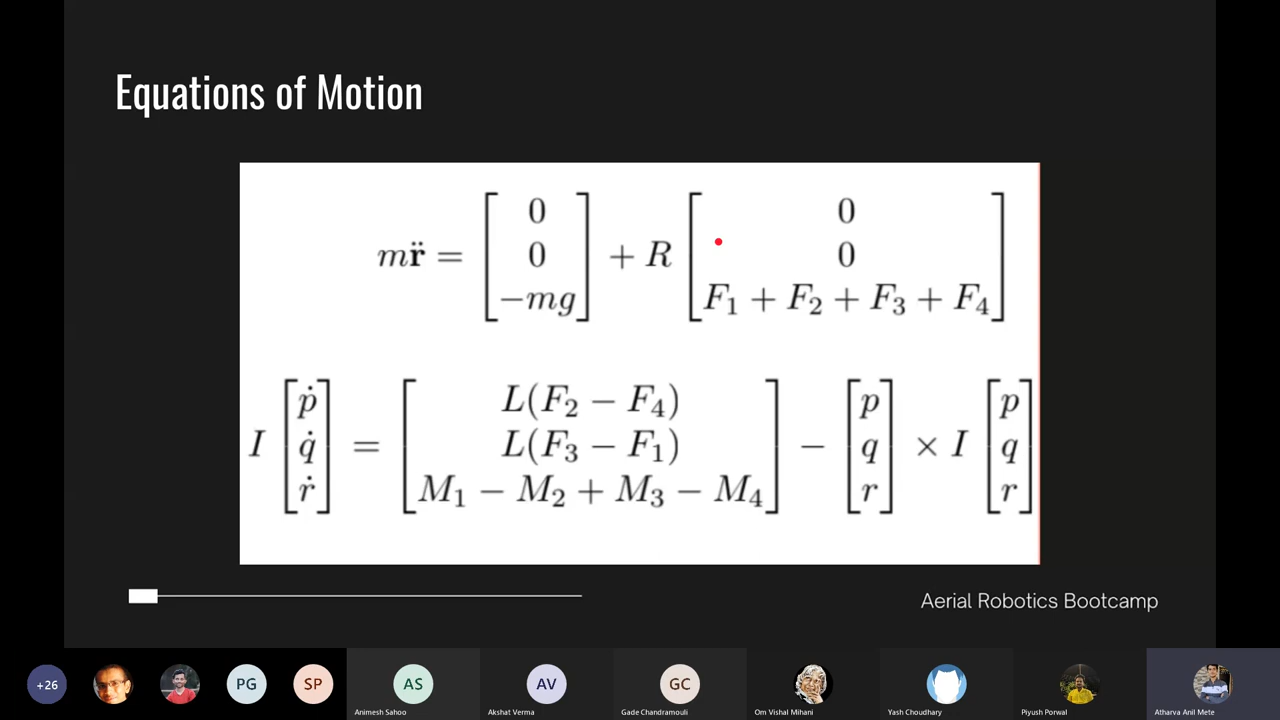 Equations of Motion
m r̈ = [ 0 0 −mg ] + R [ 0 0 F₁ + F₂ + F₃ + F₄ ]
I [ ṗ q̇ ṙ ] = [ L(F₂ − F₄) L(F₃ − F₁) M₁ − M₂ + M₃ − M₄ ] − [ p q r ] × I [ p q r ]
Aerial Robotics Bootcamp
+26
PG
SP
AS
AV
GC
Animesh Sahoo
Akshat Verma
Gade Chandramouli
Om Vishal Mihani
Yash Choudhary
Piyush Porwal
Atharva Anil Mete